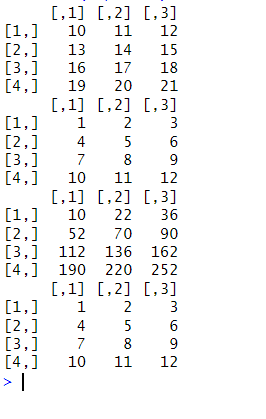 [,1] [,2] [,3]
[1,]   10   11   12
[2,]   13   14   15
[3,]   16   17   18
[4,]   19   20   21
     [,1] [,2] [,3]
[1,]    1    2    3
[2,]    4    5    6
[3,]    7    8    9
[4,]   10   11   12
     [,1] [,2] [,3]
[1,]   10   22   36
[2,]   52   70   90
[3,]  112  136  162
[4,]  190  220  252
     [,1] [,2] [,3]
[1,]    1    2    3
[2,]    4    5    6
[3,]    7    8    9
[4,]   10   11   12
>